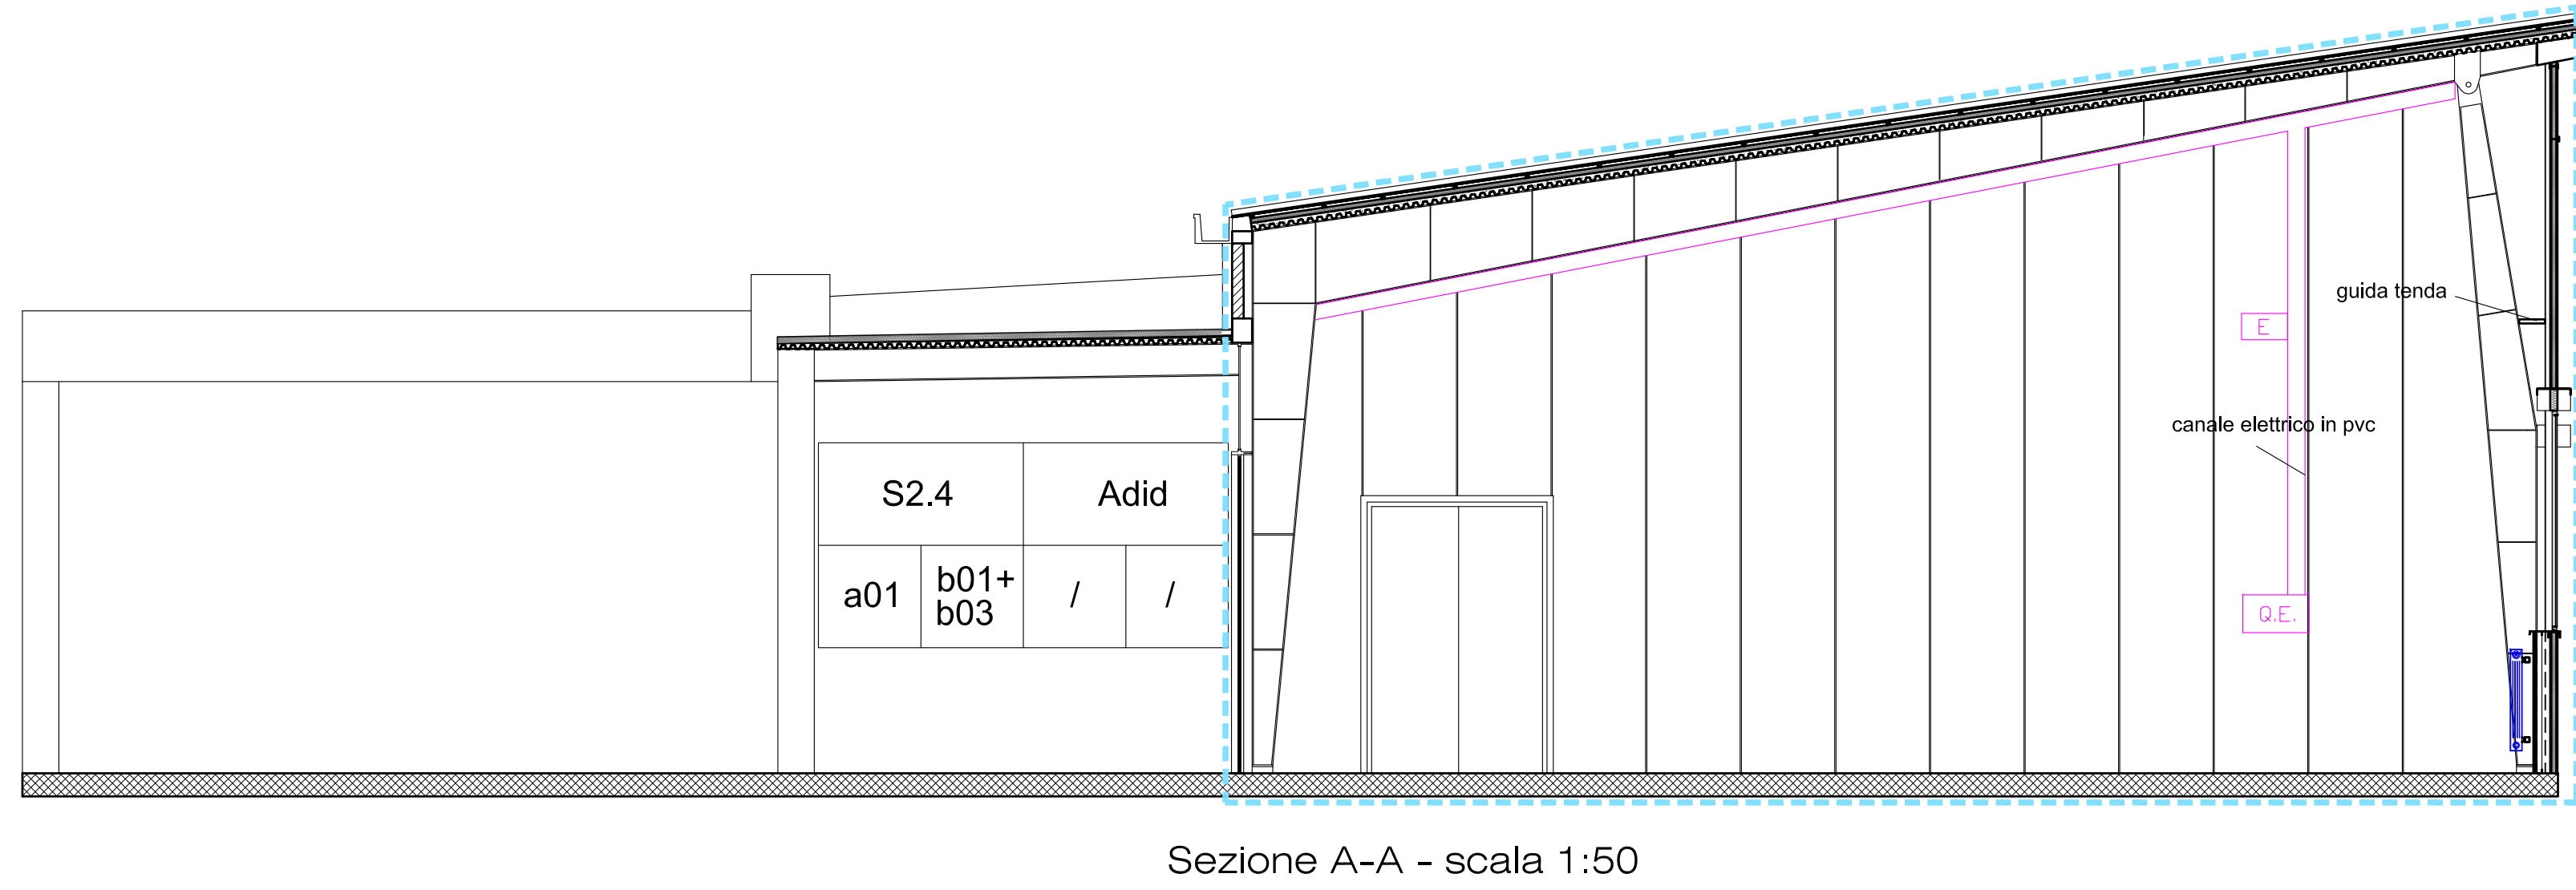 guida tenda
E
canale elettrico in pvc
S2.4 Adid
a01 b01+ / /
b03
Q.E.
Sezione A-A - scala 1:50